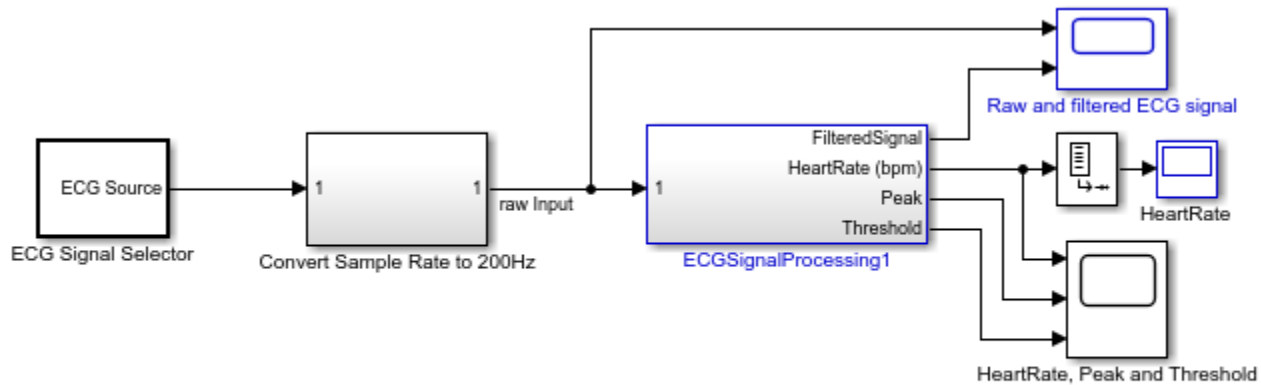 Raw and filtered ECG signal
ECG Source
ECG Signal Selector
1
1
Convert Sample Rate to 200Hz
raw Input
1
FilteredSignal
HeartRate (bpm)
Peak
Threshold
ECGSignalProcessing1
HeartRate
HeartRate, Peak and Threshold